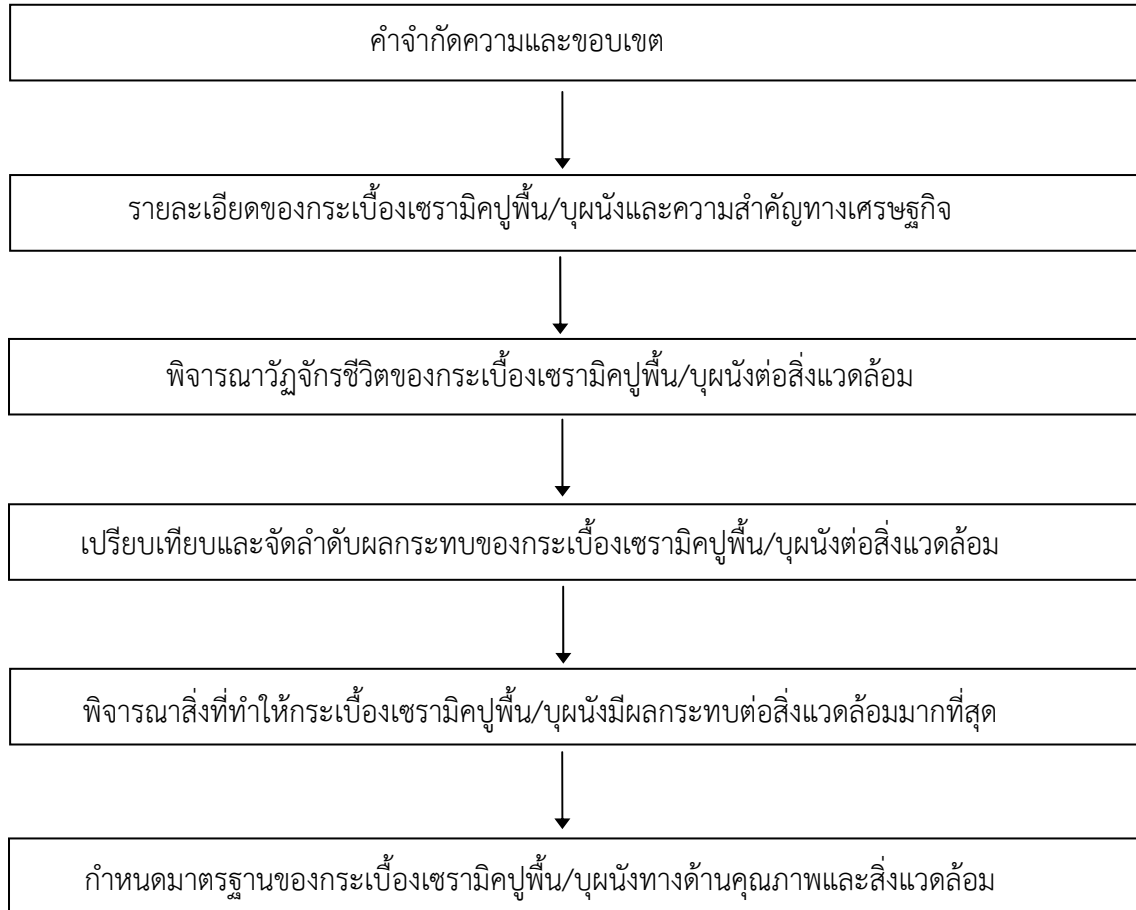 คำจำกัดความและขอบเขต
รายละเอียดของกระเบื้องเซรามิคปูพื้น/บุผนังและความสำคัญทางเศรษฐกิจ
พิจารณาวัฏจักรชีวิตของกระเบื้องเซรามิคปูพื้น/บุผนังต่อสิ่งแวดล้อม
เปรียบเทียบและจัดลำดับผลกระทบของกระเบื้องเซรามิคปูพื้น/บุผนังต่อสิ่งแวดล้อม
พิจารณาสิ่งที่ทำให้กระเบื้องเซรามิคปูพื้น/บุผนังมีผลกระทบต่อสิ่งแวดล้อมมากที่สุด
กำหนดมาตรฐานของกระเบื้องเซรามิคปูพื้น/บุผนังทางด้านคุณภาพและสิ่งแวดล้อม